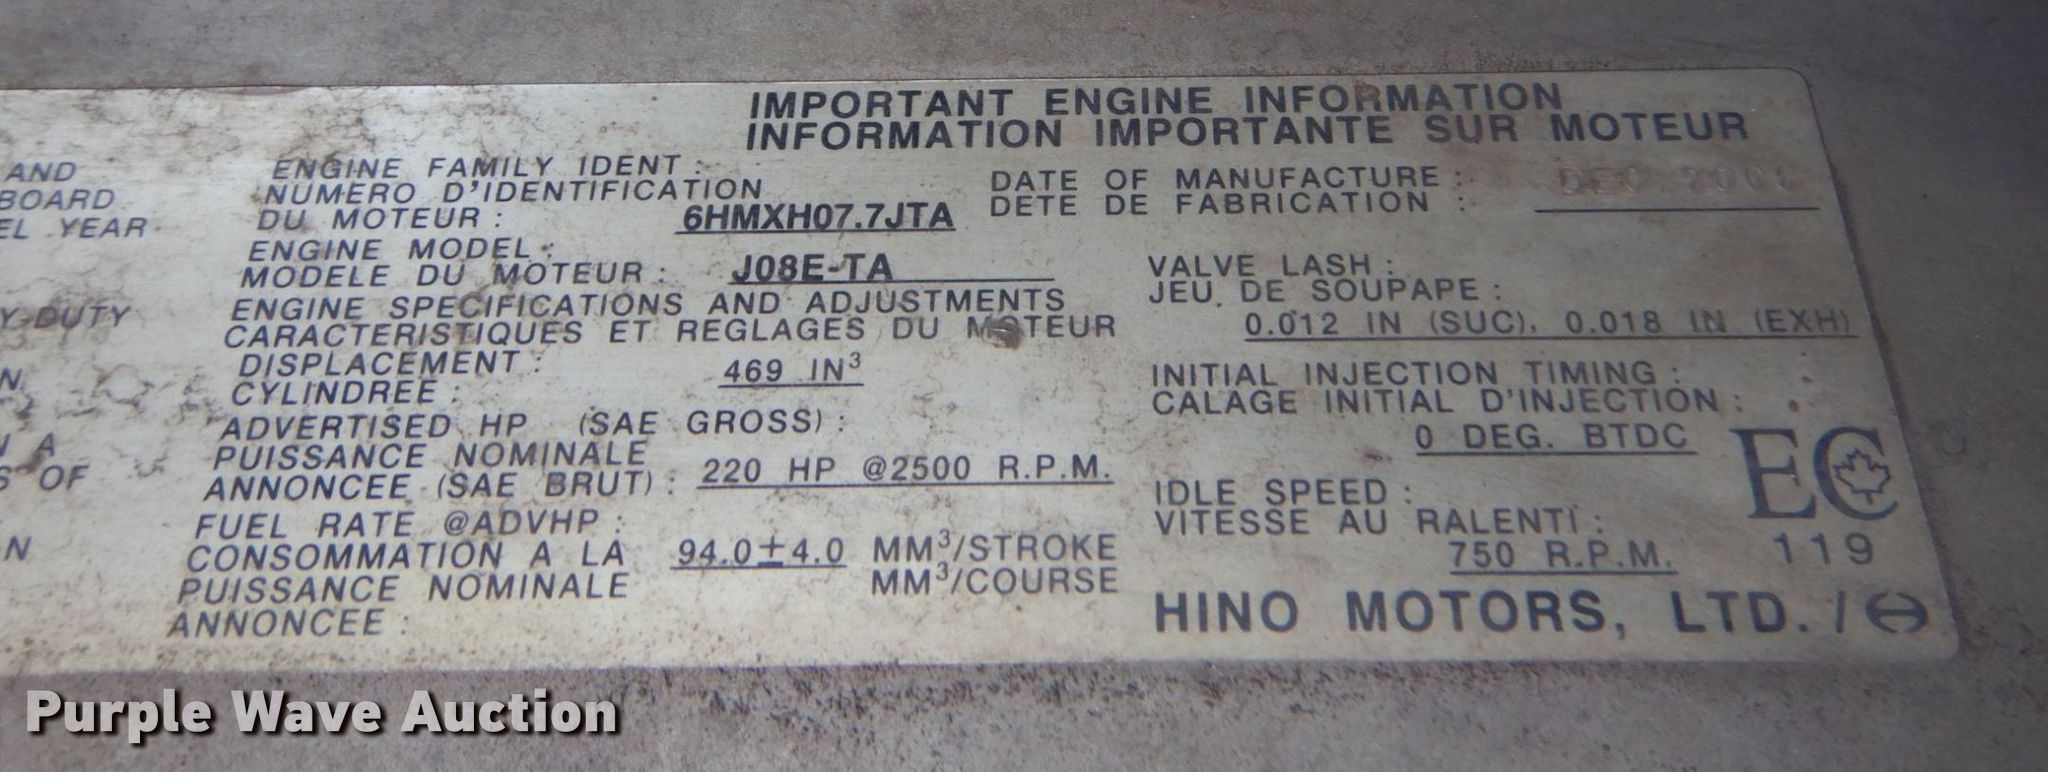 IMPORTANT ENGINE INFORMATION
INFORMATION IMPORTANTE SUR MOTEUR
AND
BOARD
EL YEAR
Y-DUTY
N
A
S OF
N
ENGINE FAMILY IDENT :
NUMERO D'IDENTIFICATION
DU MOTEUR : 6HMXH07.7JTA
ENGINE MODEL :
MODELE DU MOTEUR : J08E-TA
ENGINE SPECIFICATIONS AND ADJUSTMENTS
CARACTERISTIQUES ET REGLAGES DU MOTEUR
DISPLACEMENT : 469 IN³
CYLINDREE :
ADVERTISED HP (SAE GROSS) :
PUISSANCE NOMINALE
ANNONCEE (SAE BRUT) : 220 HP @2500 R.P.M.
FUEL RATE @ADVHP :
CONSOMMATION A LA 94.0±4.0 MM³/STROKE
PUISSANCE NOMINALE MM³/COURSE
ANNONCEE :
DATE OF MANUFACTURE : DEC
DETE DE FABRICATION :
VALVE LASH :
JEU. DE SOUPAPE :
0.012 IN (SUC). 0.018 IN (EXH)
INITIAL INJECTION TIMING :
CALAGE INITIAL D'INJECTION :
0 DEG. BTDC
IDLE SPEED :
VITESSE AU RALENTI :
750 R.P.M.
EC
119
HINO MOTORS, LTD. /
Purple Wave Auction